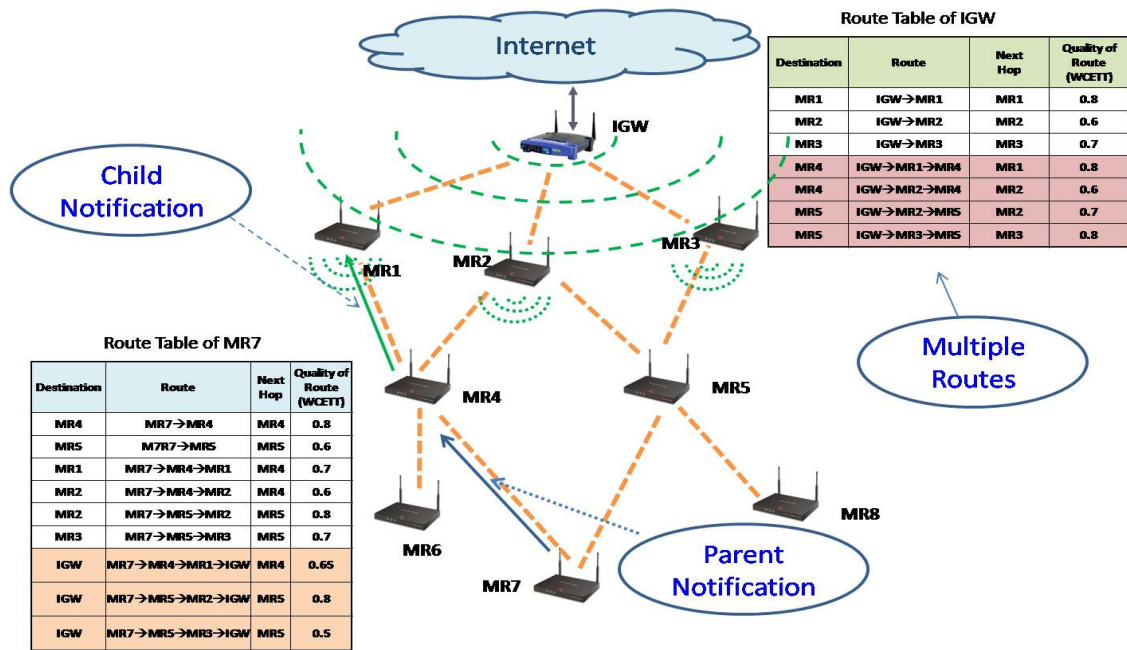 Internet
Route Table of IGW
Destination Route Next Hop Quality of Route (WCETT)
MR1 IGW→MR1 MR1 0.8
MR2 IGW→MR2 MR2 0.6
MR3 IGW→MR3 MR3 0.7
MR4 IGW→MR1→MR4 MR1 0.8
MR4 IGW→MR2→MR4 MR2 0.6
MR5 IGW→MR2→MR5 MR2 0.7
MR5 IGW→MR3→MR5 MR3 0.8
IGW
Child
Notification
MR1
MR2
MR3
Multiple
Routes
Route Table of MR7
Destination Route Next Hop Quality of Route (WCETT)
MR4 MR7→MR4 MR4 0.8
MR5 M7R7→MR5 MR5 0.6
MR1 MR7→MR4→MR1 MR4 0.7
MR2 MR7→MR4→MR2 MR4 0.6
MR2 MR7→MR5→MR2 MR5 0.8
MR3 MR7→MR5→MR3 MR5 0.7
IGW MR7→MR4→MR1→IGW MR4 0.65
IGW MR7→MR5→MR2→IGW MR5 0.8
IGW MR7→MR5→MR3→IGW MR5 0.5
MR4
MR5
MR6
MR7
MR8
Parent
Notification